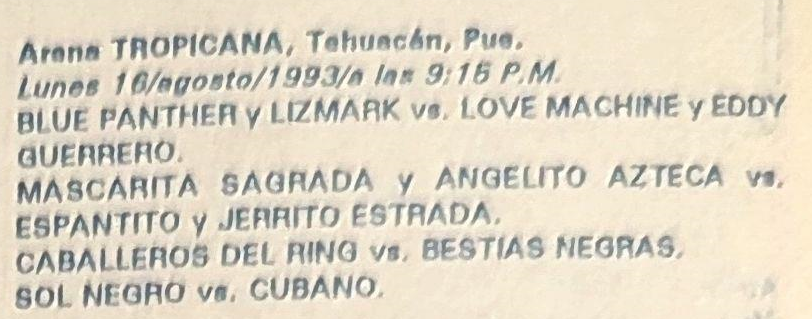 Arena TROPICANA, Tehuacán, Pue.
Lunes 16/agosto/1993/a las 9:15 P.M.
BLUE PANTHER y LIZMARK vs. LOVE MACHINE y EDDY
GUERRERO.
MASCARITA SAGRADA y ANGELITO AZTECA vs.
ESPANTITO y JERRITO ESTRADA.
CABALLEROS DEL RING vs. BESTIAS NEGRAS.
SOL NEGRO vs. CUBANO.